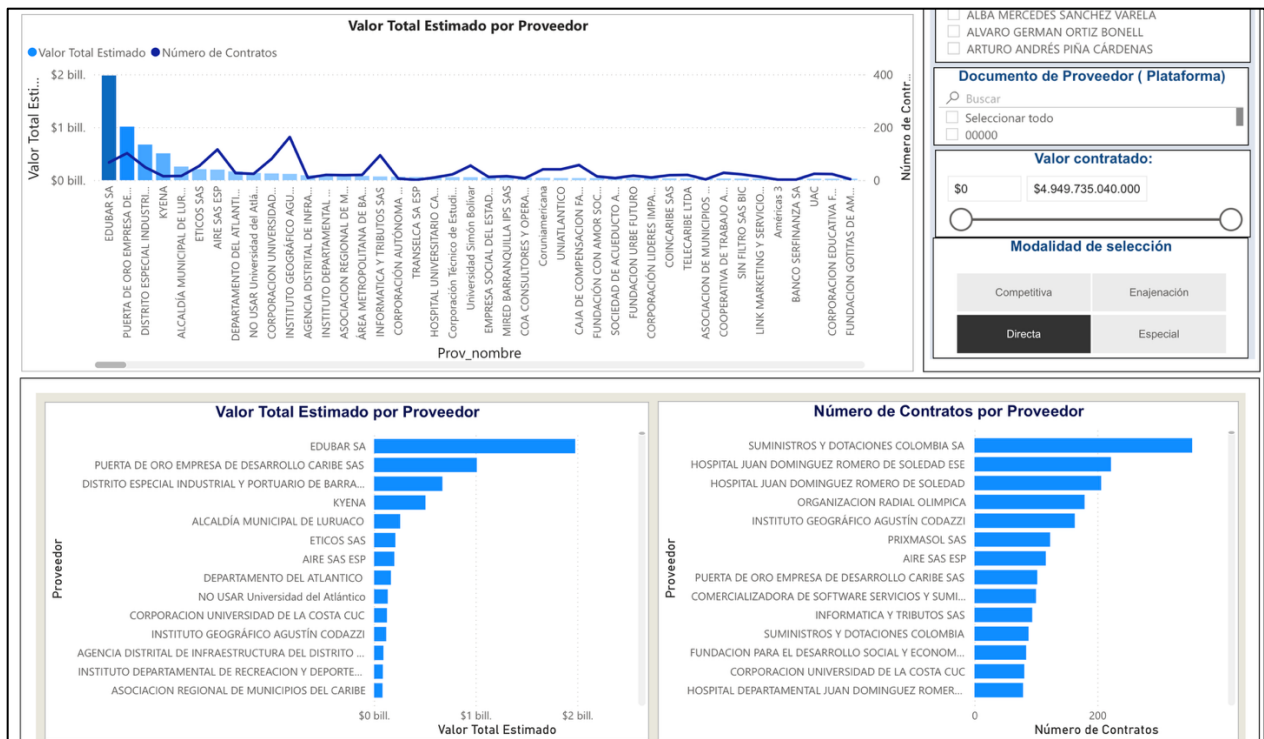 Valor Total Estimado por Proveedor
Valor Total Estimado Número de Contratos
Valor Total Esti...
$2 bill.
$1 bill.
$0 bill.
400
200
0
Número de Contr...
EDUBAR SA
PUERTA DE ORO EMPRESA DE...
DISTRITO ESPECIAL INDUSTRI...
KYENA
ALCALDÍA MUNICIPAL DE LUR...
ETICOS SAS
AIRE SAS ESP
DEPARTAMENTO DEL ATLANTI...
NO USAR Universidad del Atlá...
CORPORACION UNIVERSIDAD...
INSTITUTO GEOGRÁFICO AGU...
AGENCIA DISTRITAL DE INFRA...
INSTITUTO DEPARTAMENTAL ...
ASOCIACION REGIONAL DE M...
ÁREA METROPOLITANA DE BA...
INFORMATICA Y TRIBUTOS SAS
CORPORACIÓN AUTÓNOMA ...
TRANSELCA SA ESP
HOSPITAL UNIVERSITARIO CA...
Corporación Técnico de Estudi...
Universidad Simón Bolívar
EMPRESA SOCIAL DEL ESTAD...
MIRED BARRANQUILLA IPS SAS
COA CONSULTORES Y OPERA...
Coruniamericana
UNIATLANTICO
CAJA DE COMPENSACION FA...
FUNDACIÓN CON AMOR SOC...
SOCIEDAD DE ACUEDUCTO A...
FUNDACION URBE FUTURO
CORPORACIÓN LIDERES IMPA...
COINCARIBE SAS
TELECARIBE LTDA
ASOCIACION DE MUNICIPIOS ...
COOPERATIVA DE TRABAJO A...
SIN FILTRO SAS BIC
LINK MARKETING Y SERVICIO...
Américas 3
BANCO SERFINANZA SA
UAC
CORPORACION EDUCATIVA F...
FUNDACION GOTITAS DE AM...
Prov_nombre
ALBA MERCEDES SANCHEZ VARELA
ALVARO GERMAN ORTIZ BONELL
ARTURO ANDRÉS PIÑA CÁRDENAS
Documento de Proveedor ( Plataforma)
Buscar
Seleccionar todo
00000
Valor contratado:
$0 $4.949.735.040.000
Modalidad de selección
Competitiva Enajenación
Directa Especial
Valor Total Estimado por Proveedor
Proveedor
EDUBAR SA
PUERTA DE ORO EMPRESA DE DESARROLLO CARIBE SAS
DISTRITO ESPECIAL INDUSTRIAL Y PORTUARIO DE BARRA...
KYENA
ALCALDÍA MUNICIPAL DE LURUACO
ETICOS SAS
AIRE SAS ESP
DEPARTAMENTO DEL ATLANTICO
NO USAR Universidad del Atlántico
CORPORACION UNIVERSIDAD DE LA COSTA CUC
INSTITUTO GEOGRÁFICO AGUSTÍN CODAZZI
AGENCIA DISTRITAL DE INFRAESTRUCTURA DEL DISTRITO ...
INSTITUTO DEPARTAMENTAL DE RECREACION Y DEPORTE...
ASOCIACION REGIONAL DE MUNICIPIOS DEL CARIBE
$0 bill. $1 bill. $2 bill.
Valor Total Estimado
Número de Contratos por Proveedor
Proveedor
SUMINISTROS Y DOTACIONES COLOMBIA SA
HOSPITAL JUAN DOMINGUEZ ROMERO DE SOLEDAD ESE
HOSPITAL JUAN DOMINGUEZ ROMERO DE SOLEDAD
ORGANIZACION RADIAL OLIMPICA
INSTITUTO GEOGRÁFICO AGUSTÍN CODAZZI
PRIXMASOL SAS
AIRE SAS ESP
PUERTA DE ORO EMPRESA DE DESARROLLO CARIBE SAS
COMERCIALIZADORA DE SOFTWARE SERVICIOS Y SUMI...
INFORMATICA Y TRIBUTOS SAS
SUMINISTROS Y DOTACIONES COLOMBIA
FUNDACION PARA EL DESARROLLO SOCIAL Y ECONOM...
CORPORACION UNIVERSIDAD DE LA COSTA CUC
HOSPITAL DEPARTAMENTAL JUAN DOMINGUEZ ROMER...
0 200
Número de Contratos